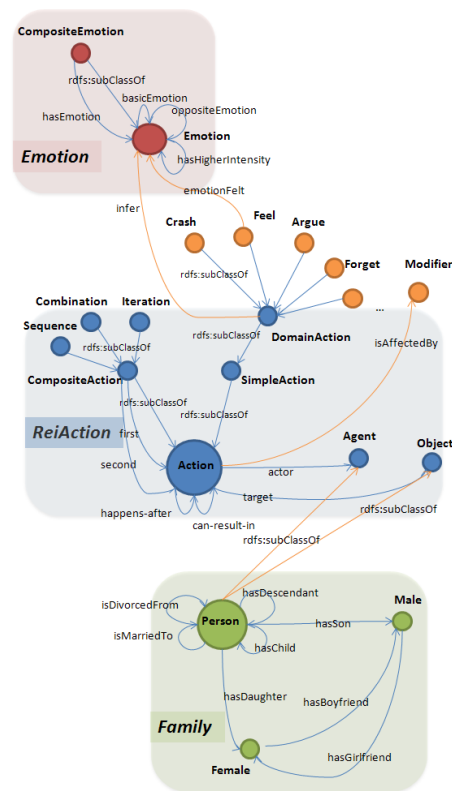 CompositeEmotion
rdfs:subClassOf
basicEmotion
hasEmotion
oppositeEmotion
Emotion
Emotion
hasHigherIntensity
emotionFelt
infer
Crash
Feel
Argue
rdfs:subClassOf
Forget
Modifier
...
Combination
Iteration
Sequence
rdfs:subClassOf
DomainAction
isAffectedBy
rdfs:subClassOf
CompositeAction
SimpleAction
rdfs:subClassOf
rdfs:subClassOf
ReiAction
first
second
Action
Agent
Object
actor
target
happens-after
can-result-in
rdfs:subClassOf
rdfs:subClassOf
hasDescendant
isDivorcedFrom
Person
Male
isMarriedTo
hasSon
hasChild
hasDaughter
hasBoyfriend
Family
hasGirlfriend
Female